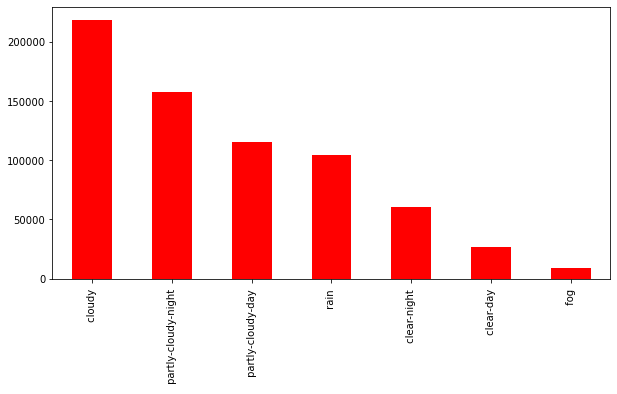 200000
150000
100000
50000
0
cloudy
partly-cloudy-night
partly-cloudy-day
rain
clear-night
clear-day
fog